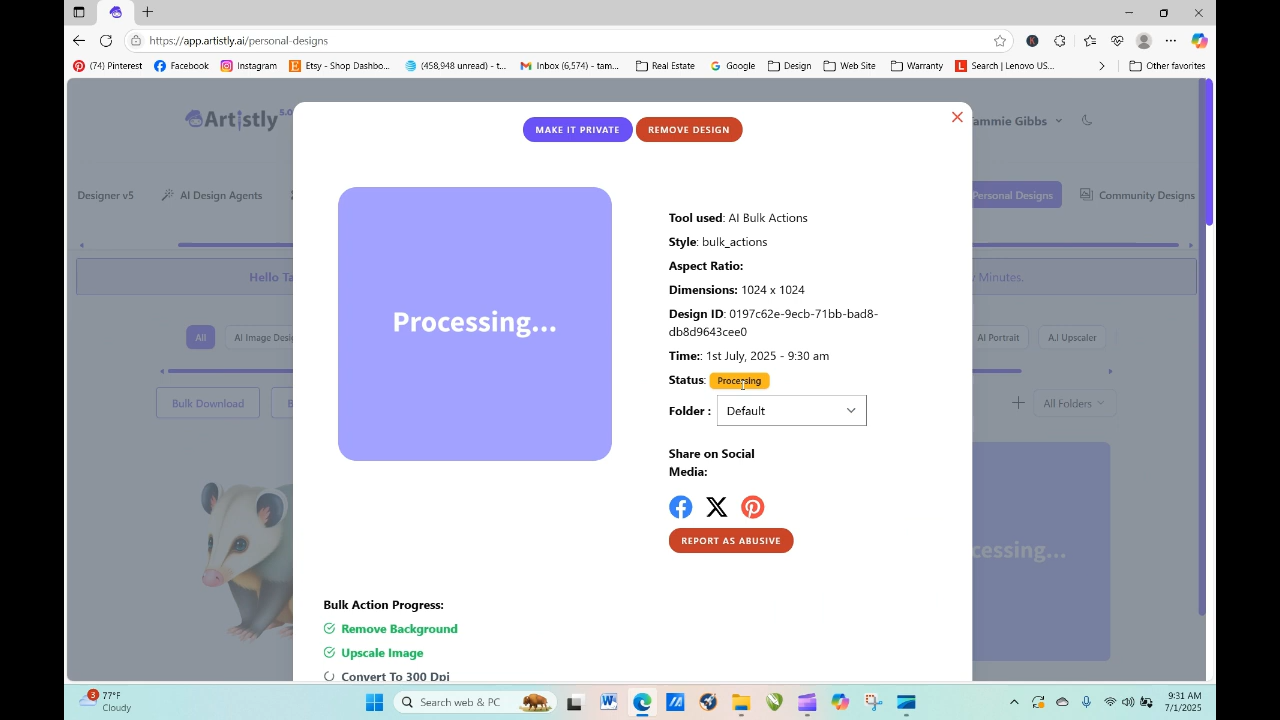 https://app.artistly.ai/personal-designs
(74) Pinterest
Facebook
Instagram
Etsy - Shop Dashbo...
(458,948 unread) - t...
Inbox (6,574) - tam...
Real Estate
Google
Design
Web Site
Warranty
Search | Lenovo US...
Other favorites
Artistly 5.0
MAKE IT PRIVATE
REMOVE DESIGN
ammie Gibbs
Designer v5
AI Design Agents
Personal Designs
Community Designs
Hello Ta
Minutes.
All
AI Image Desig
AI Portrait
A.I Upscaler
Bulk Download
B
All Folders
Processing...
Tool used: AI Bulk Actions
Style: bulk_actions
Aspect Ratio:
Dimensions: 1024 x 1024
Design ID: 0197c62e-9ecb-71bb-bad8-
db8d9643cee0
Time:: 1st July, 2025 - 9:30 am
Status: Processing
Folder : Default
Share on Social
Media:
REPORT AS ABUSIVE
cessing...
Bulk Action Progress:
Remove Background
Upscale Image
Convert To 300 Dpi
3
77°F
Cloudy
Search web & PC
9:31 AM
7/1/2025